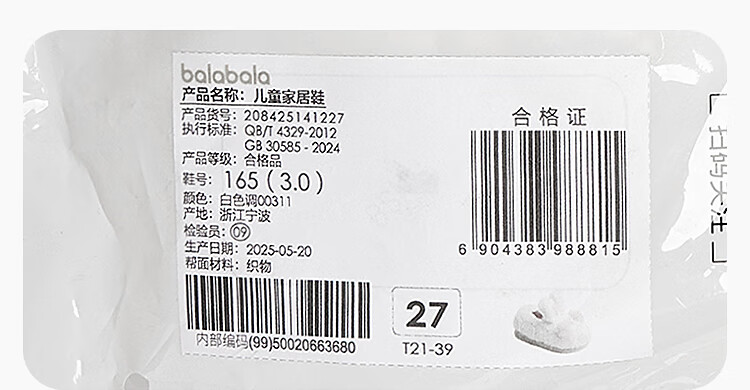 balabala
产品名称：儿童家居鞋
产品货号：208425141227
执行标准：QB/T 4329-2012
GB 30585 - 2024
产品等级：合格品
鞋号：165（3.0）
颜色：白色调00311
产地：浙江宁波
检验员：09
生产日期：2025-05-20
帮面材料：织物
内部编码(99)50020663680
合格证
6 904383 988815
27
T21-39
扫码关注